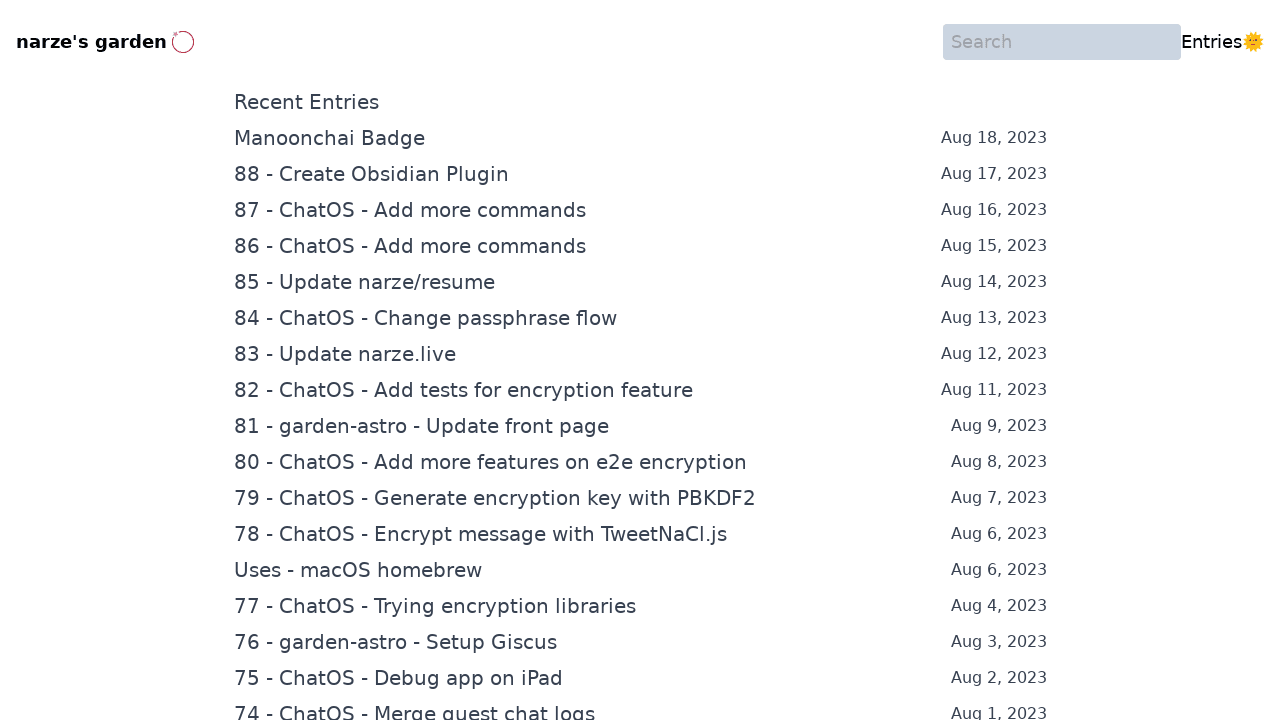 narze's garden
Search
Entries🌞
Recent Entries
Manoonchai Badge Aug 18, 2023
88 - Create Obsidian Plugin Aug 17, 2023
87 - ChatOS - Add more commands Aug 16, 2023
86 - ChatOS - Add more commands Aug 15, 2023
85 - Update narze/resume Aug 14, 2023
84 - ChatOS - Change passphrase flow Aug 13, 2023
83 - Update narze.live Aug 12, 2023
82 - ChatOS - Add tests for encryption feature Aug 11, 2023
81 - garden-astro - Update front page Aug 9, 2023
80 - ChatOS - Add more features on e2e encryption Aug 8, 2023
79 - ChatOS - Generate encryption key with PBKDF2 Aug 7, 2023
78 - ChatOS - Encrypt message with TweetNaCl.js Aug 6, 2023
Uses - macOS homebrew Aug 6, 2023
77 - ChatOS - Trying encryption libraries Aug 4, 2023
76 - garden-astro - Setup Giscus Aug 3, 2023
75 - ChatOS - Debug app on iPad Aug 2, 2023
74 - ChatOS - Merge guest chat logs Aug 1, 2023